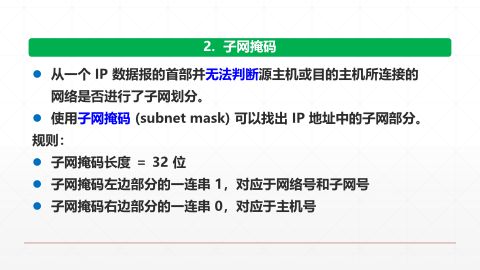 2. 子网掩码
从一个 IP 数据报的首部并无法判断源主机或目的主机所连接的
网络是否进行了子网划分。
使用子网掩码 (subnet mask) 可以找出 IP 地址中的子网部分。
规则：
子网掩码长度 = 32 位
子网掩码左边部分的一连串 1，对应于网络号和子网号
子网掩码右边部分的一连串 0，对应于主机号